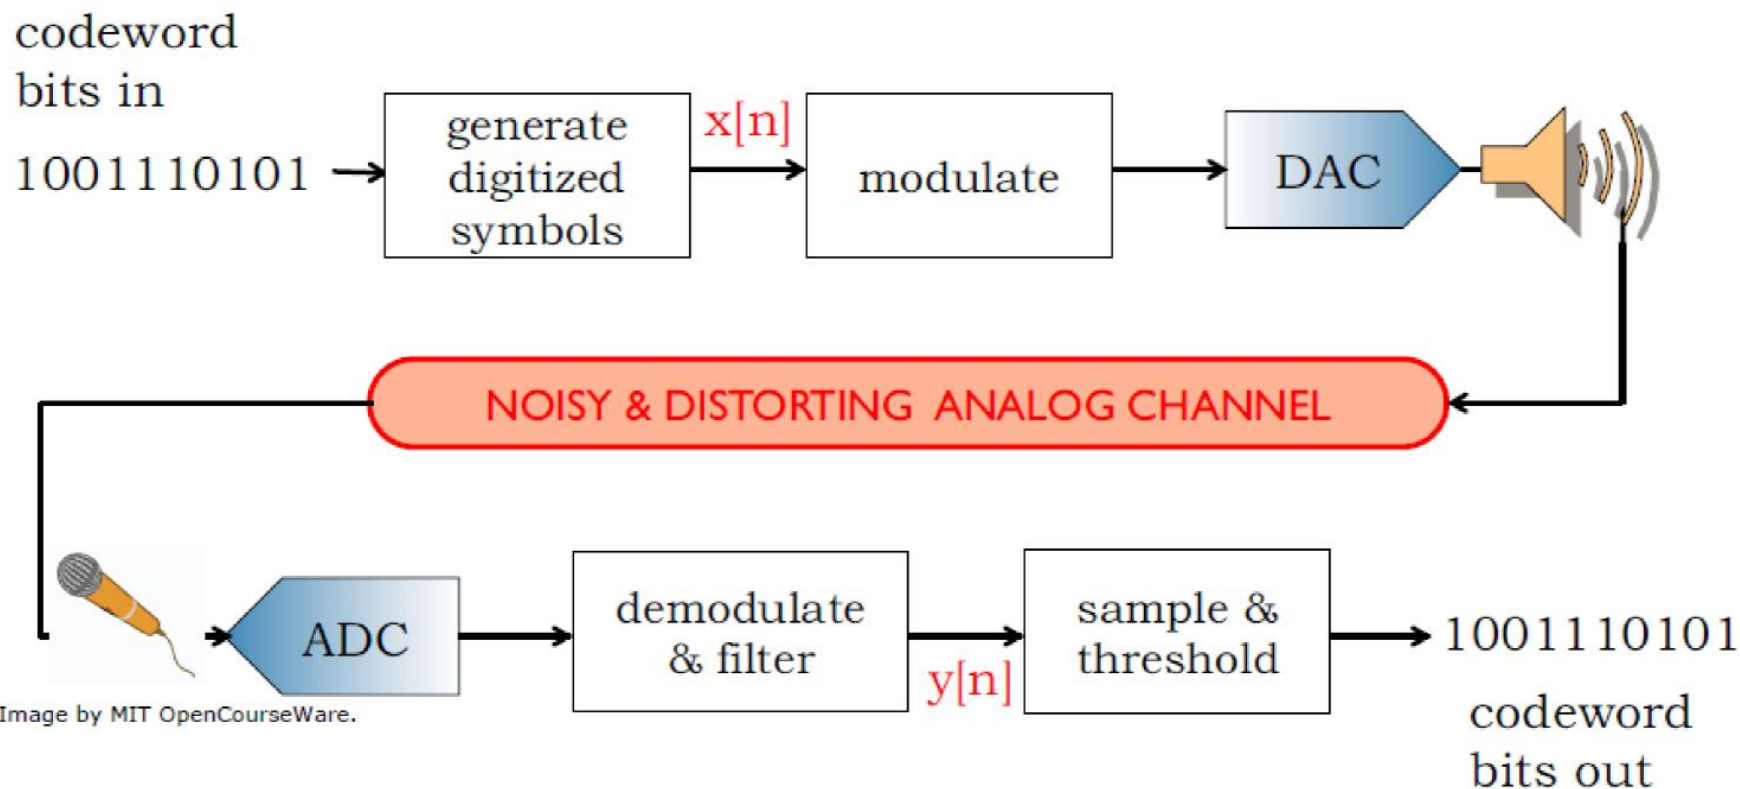 codeword
bits in
1001110101
generate
digitized
symbols
x[n]
modulate
DAC
NOISY & DISTORTING ANALOG CHANNEL
ADC
demodulate
& filter
y[n]
sample &
threshold
1001110101
codeword
bits out
Image by MIT OpenCourseWare.